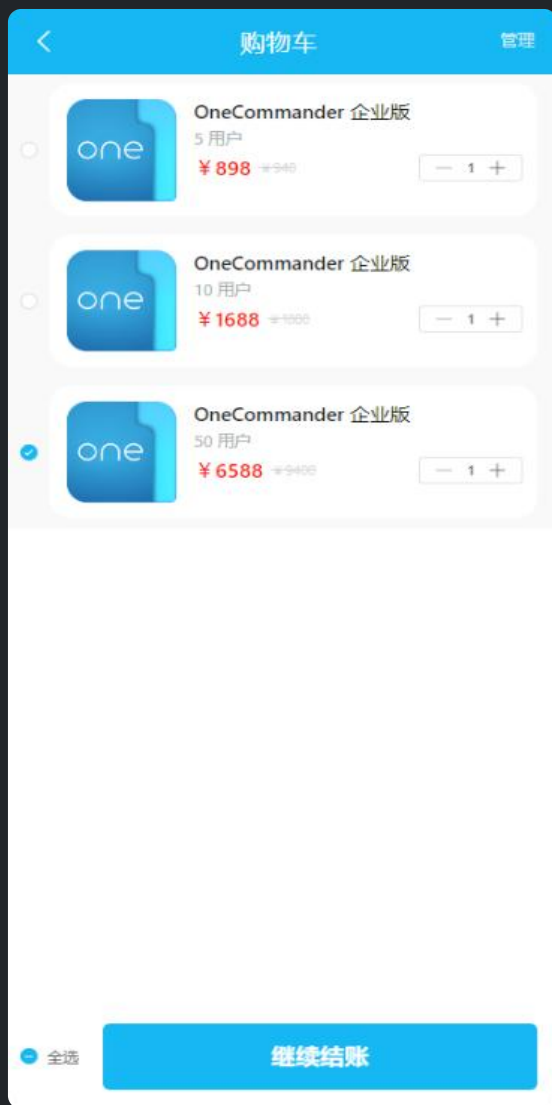 购物车
管理
one
OneCommander 企业版
5 用户
￥898 ￥940
1
one
OneCommander 企业版
10 用户
￥1688
1
one
OneCommander 企业版
50 用户
￥6588 ￥9400
1
全选
继续结账